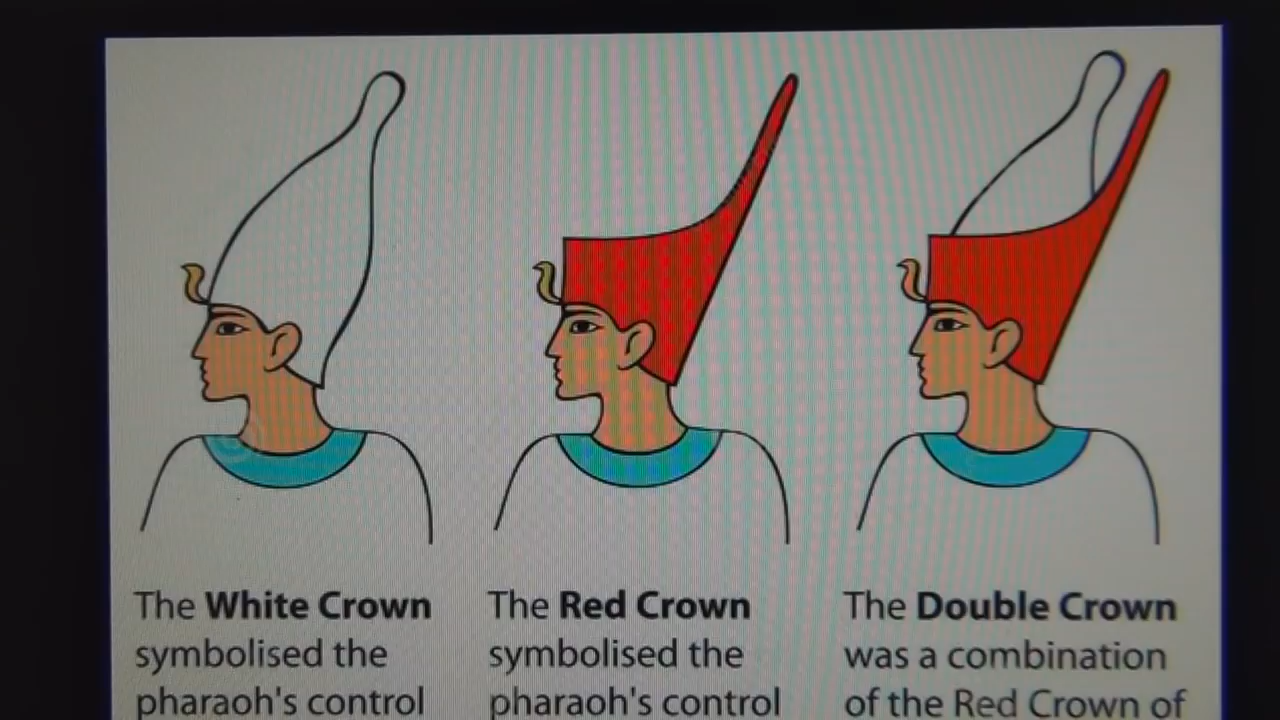 The White Crown
symbolised the
pharaoh's control
The Red Crown
symbolised the
pharaoh's control
The Double Crown
was a combination
of the Red Crown of